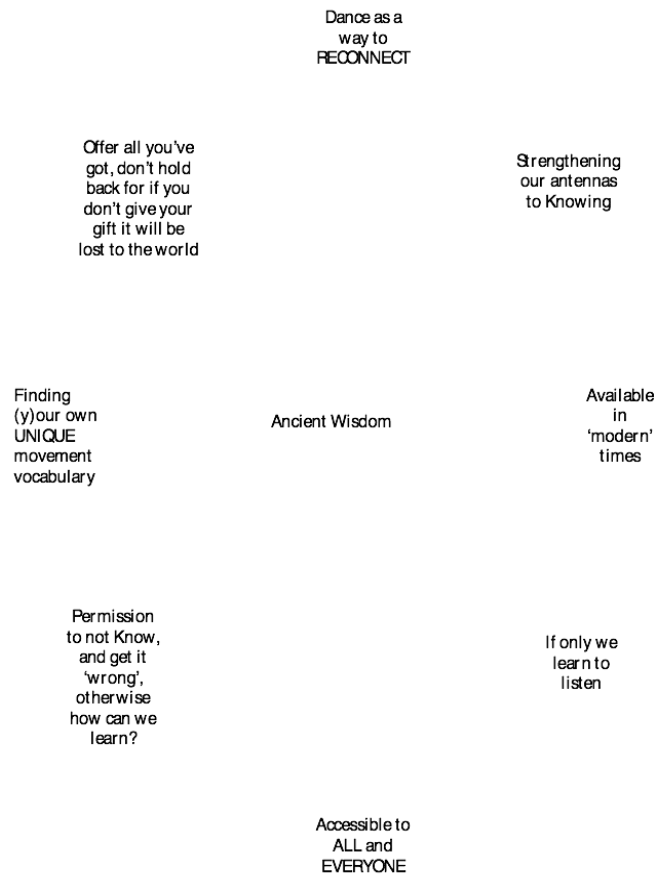 Dance as a
way to
RECONNECT
Offer all you've
got, don't hold
back for if you
don't give your
gift it will be
lost to the world
Strengthening
our antennas
to Knowing
Finding
(y)our own
UNIQUE
movement
vocabulary
Ancient Wisdom
Available
in
‘modern’
times
Permission
to not Know,
and get it
‘wrong’,
otherwise
how can we
learn?
If only we
learn to
listen
Accessible to
ALL and
EVERYONE